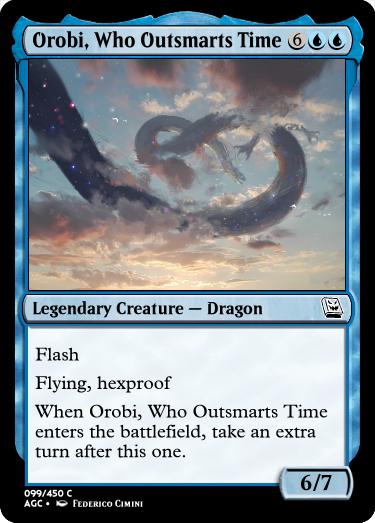 Orobi, Who Outsmarts Time 6
Legendary Creature — Dragon
Flash
Flying, hexproof
When Orobi, Who Outsmarts Time
enters the battlefield, take an extra
turn after this one.
6/7
099/450 C
AGC • Federico Cimini